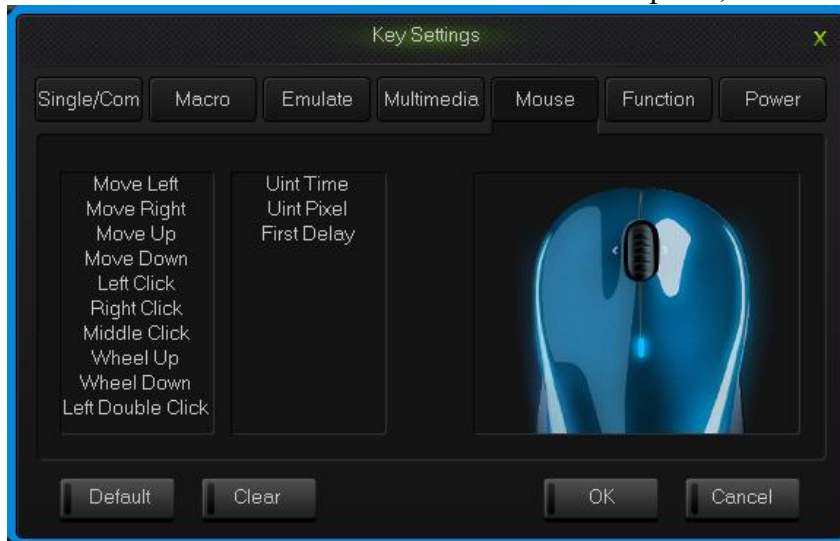 Key Settings
X
Single/Com Macro Emulate Multimedia Mouse Function Power
Move Left
Move Right
Move Up
Move Down
Left Click
Right Click
Middle Click
Wheel Up
Wheel Down
Left Double Click
Uint Time
Uint Pixel
First Delay
Default Clear OK Cancel